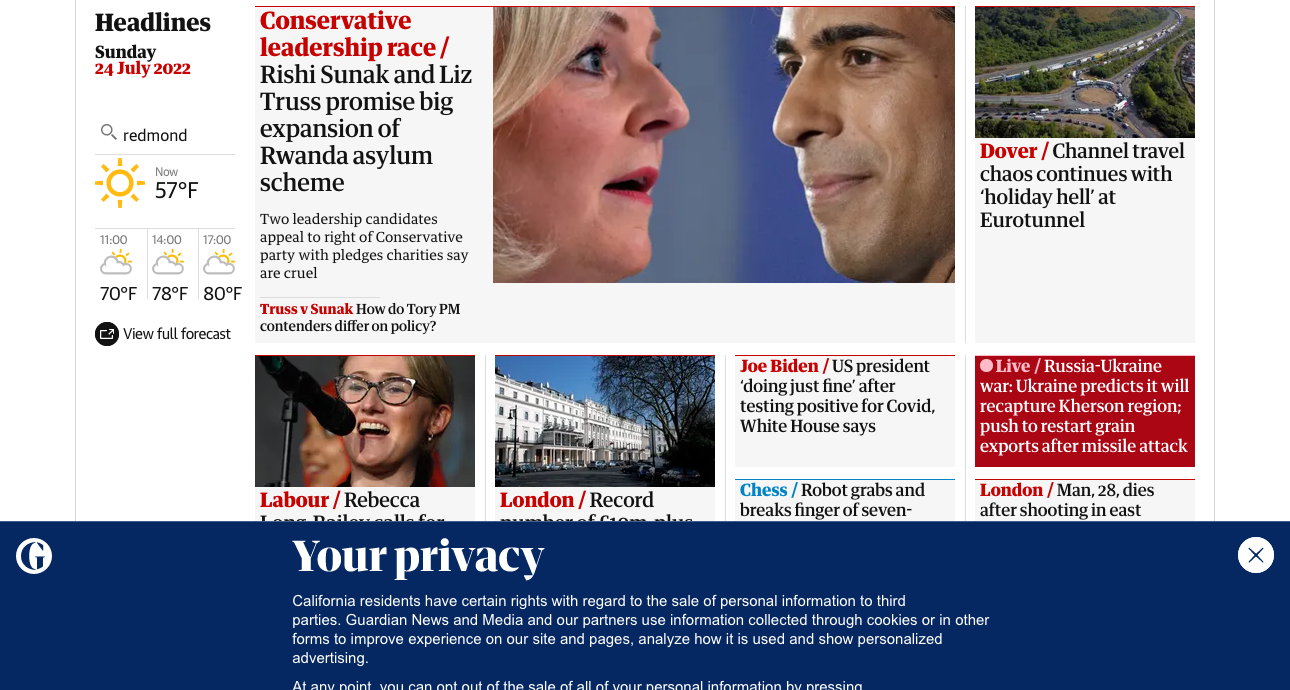 Headlines
Sunday
24 July 2022
redmond
Now
57°F
11:00
14:00
17:00
70°F
78°F
80°F
View full forecast
Conservative
leadership race /
Rishi Sunak and Liz
Truss promise big
expansion of
Rwanda asylum
scheme
Two leadership candidates
appeal to right of Conservative
party with pledges charities say
are cruel
Truss v Sunak How do Tory PM
contenders differ on policy?
Dover / Channel travel
chaos continues with
‘holiday hell’ at
Eurotunnel
Labour / Rebecca
Long-Bailey calls for
London / Record
number of £10m-plus
Joe Biden / US president
‘doing just fine’ after
testing positive for Covid,
White House says
Chess / Robot grabs and
breaks finger of seven-
Live / Russia-Ukraine
war: Ukraine predicts it will
recapture Kherson region;
push to restart grain
exports after missile attack
London / Man, 28, dies
after shooting in east
G
Your privacy
California residents have certain rights with regard to the sale of personal information to third
parties. Guardian News and Media and our partners use information collected through cookies or in other
forms to improve experience on our site and pages, analyze how it is used and show personalized
advertising.
At any point, you can opt out of the sale of all of your personal information by pressing